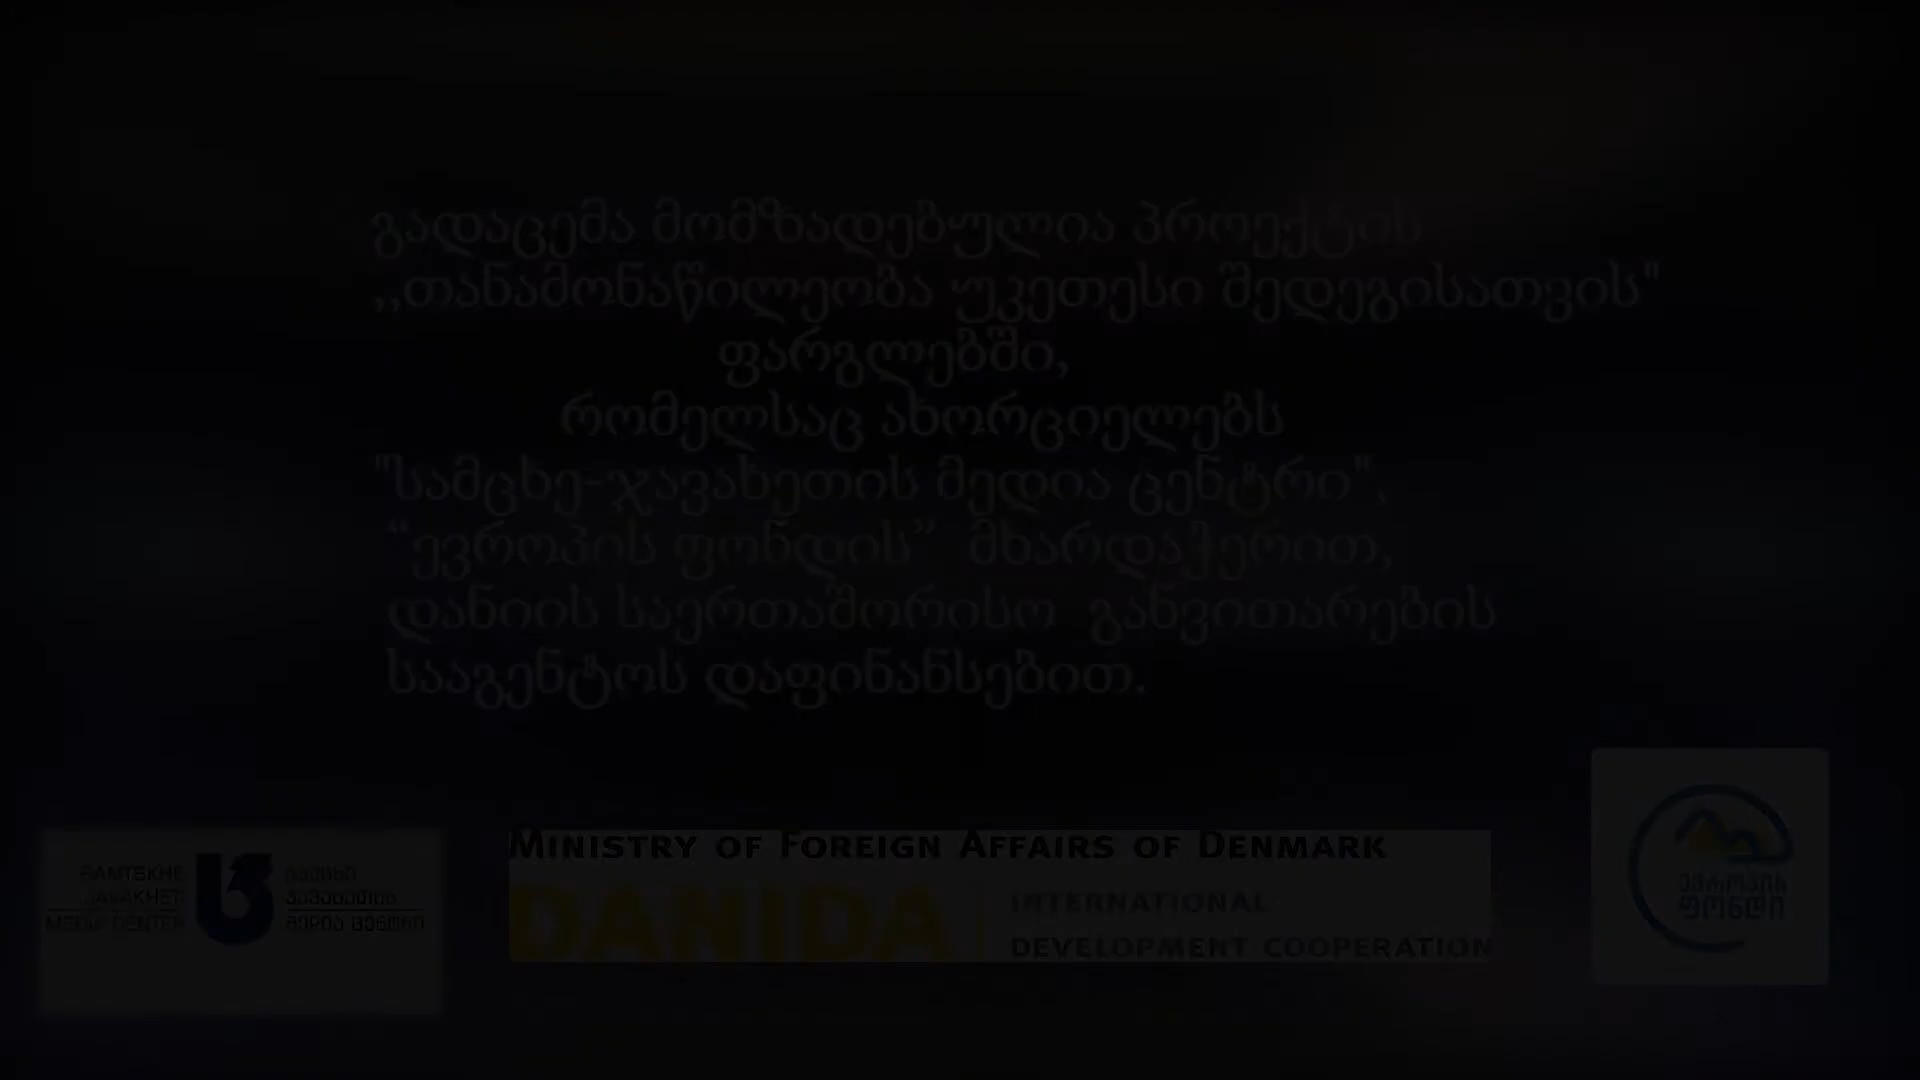 გადაცემა მომზადებულია პროექტის
,,თანამონაწილეობა უკეთესი შედეგისათვის"
ფარგლებში,
რომელსაც ახორციელებს
"სამცხე-ჯავახეთის მედია ცენტრი",
“ევროპის ფონდის” მხარდაჭერით,
დანიის საერთაშორისო განვითარების
სააგენტოს დაფინანსებით.
MINISTRY OF FOREIGN AFFAIRS OF DENMARK
DANIDA
INTERNATIONAL
DEVELOPMENT COOPERATION
SAMTSKHE
JAVAKHETI
MEDIA CENTER
სამცხე
ჯავახეთის
მედია ცენტრი
ევროპის
ფონდი